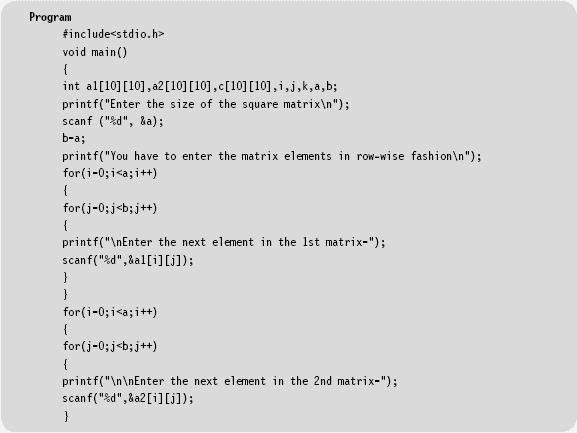 Program
#include<stdio.h>
void main()
{
int a1[10][10],a2[10][10],c[10][10],i,j,k,a,b;
printf("Enter the size of the square matrix\n");
scanf ("%d", &a);
b=a;
printf("You have to enter the matrix elements in row-wise fashion\n");
for(i=0;i<a;i++)
{
for(j=0;j<b;j++)
{
printf("\nEnter the next element in the 1st matrix=");
scanf("%d",&a1[i][j]);
}
}
for(i=0;i<a;i++)
{
for(j=0;j<b;j++)
{
printf("\n\nEnter the next element in the 2nd matrix=");
scanf("%d",&a2[i][j]);
}